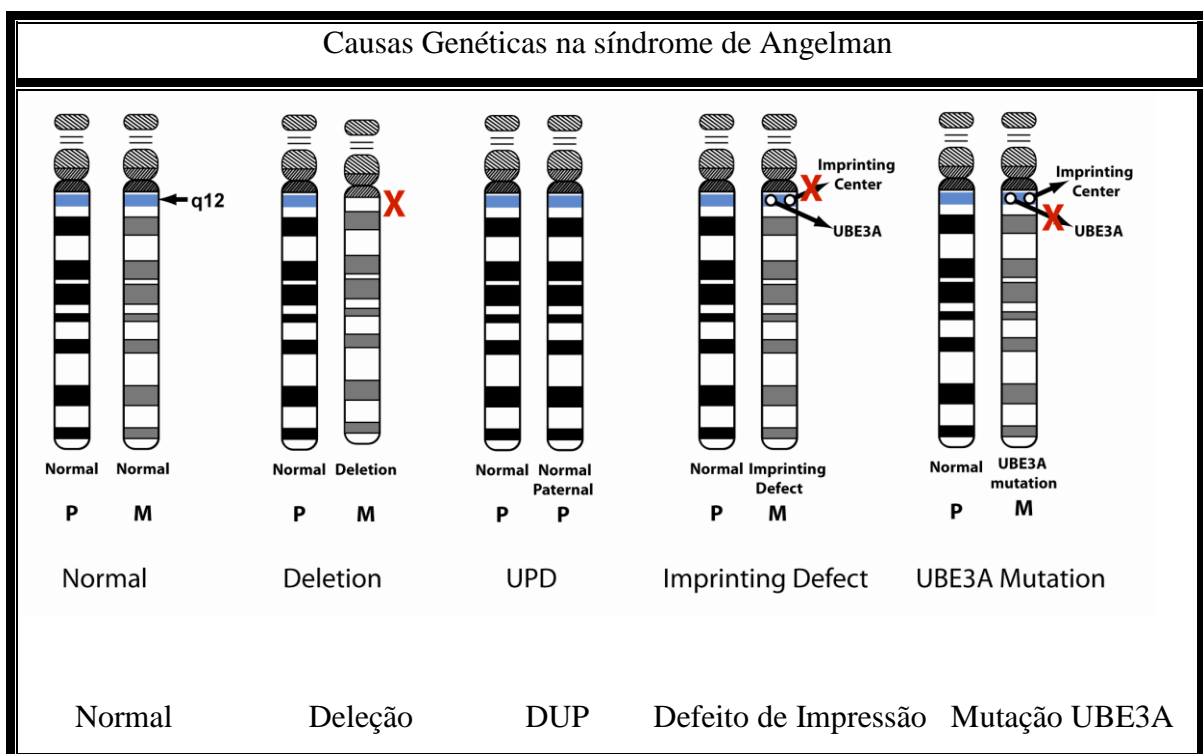 Causas Genéticas na síndrome de Angelman
q12
X
Imprinting
Center
X
UBE3A
Imprinting
Center
X
UBE3A
Normal Normal
Normal Deletion
Normal Normal
Paternal
Normal Imprinting
Defect
Normal UBE3A
mutation
P M
P M
P P
P M
P M
Normal
Deletion
UPD
Imprinting Defect
UBE3A Mutation
Normal Deleção DUP Defeito de Impressão Mutação UBE3A